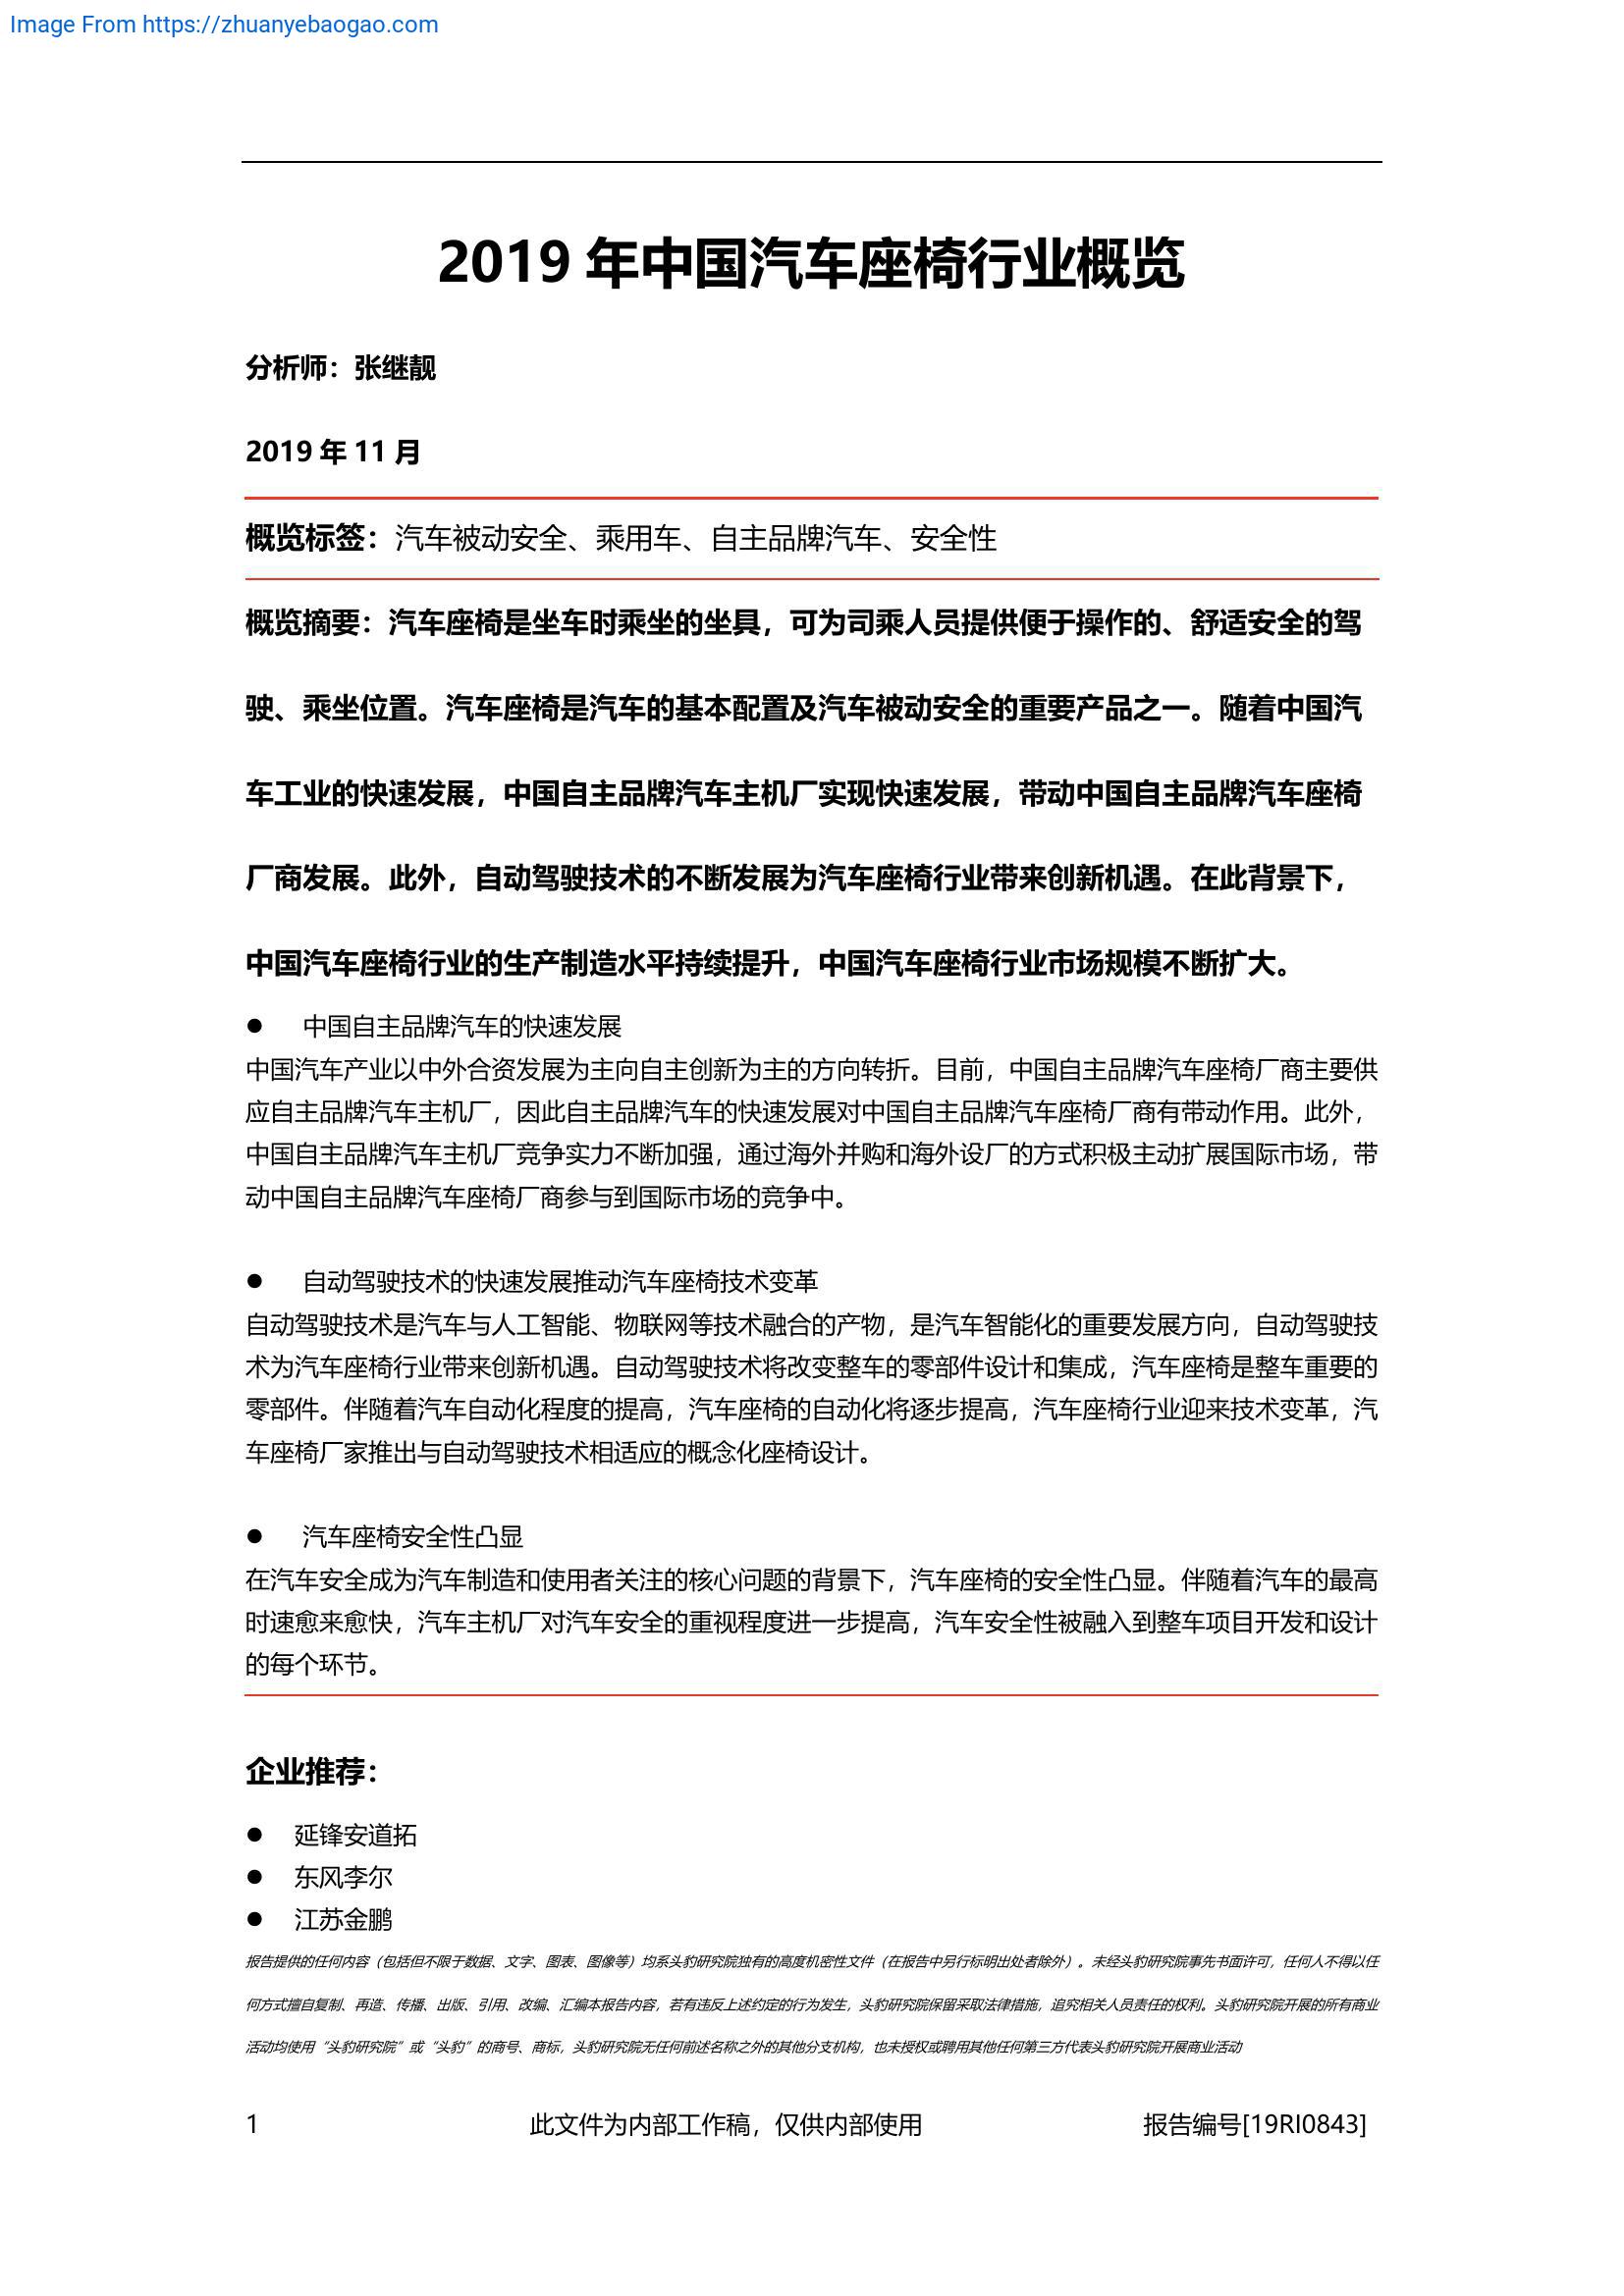 Image From https://zhuanyebaogao.com
2019 年中国汽车座椅行业概览
分析师：张继靓
2019 年 11 月
概览标签：汽车被动安全、乘用车、自主品牌汽车、安全性
概览摘要：汽车座椅是坐车时乘坐的坐具，可为司乘人员提供便于操作的、舒适安全的驾
驶、乘坐位置。汽车座椅是汽车的基本配置及汽车被动安全的重要产品之一。随着中国汽
车工业的快速发展，中国自主品牌汽车主机厂实现快速发展，带动中国自主品牌汽车座椅
厂商发展。此外，自动驾驶技术的不断发展为汽车座椅行业带来创新机遇。在此背景下，
中国汽车座椅行业的生产制造水平持续提升，中国汽车座椅行业市场规模不断扩大。
● 中国自主品牌汽车的快速发展
中国汽车产业以中外合资发展为主向自主创新为主的方向转折。目前，中国自主品牌汽车座椅厂商主要供
应自主品牌汽车主机厂，因此自主品牌汽车的快速发展对中国自主品牌汽车座椅厂商有带动作用。此外，
中国自主品牌汽车主机厂竞争实力不断加强，通过海外并购和海外设厂的方式积极主动扩展国际市场，带
动中国自主品牌汽车座椅厂商参与到国际市场的竞争中。
● 自动驾驶技术的快速发展推动汽车座椅技术变革
自动驾驶技术是汽车与人工智能、物联网等技术融合的产物，是汽车智能化的重要发展方向，自动驾驶技
术为汽车座椅行业带来创新机遇。自动驾驶技术将改变整车的零部件设计和集成，汽车座椅是整车重要的
零部件。伴随着汽车自动化程度的提高，汽车座椅的自动化将逐步提高，汽车座椅行业迎来技术变革，汽
车座椅厂家推出与自动驾驶技术相适应的概念化座椅设计。
● 汽车座椅安全性凸显
在汽车安全成为汽车制造和使用者关注的核心问题的背景下，汽车座椅的安全性凸显。伴随着汽车的最高
时速愈来愈快，汽车主机厂对汽车安全的重视程度进一步提高，汽车安全性被融入到整车项目开发和设计
的每个环节。
企业推荐：
● 延锋安道拓
● 东风李尔
● 江苏金鹏
报告提供的任何内容（包括但不限于数据、文字、图表、图像等）均系头豹研究院独有的高度机密性文件（在报告中另行标明出处者除外）。未经头豹研究院事先书面许可，任何人不得以任
何方式擅自复制、再造、传播、出版、引用、改编、汇编本报告内容，若有违反上述约定的行为发生，头豹研究院保留采取法律措施，追究相关人员责任的权利。头豹研究院开展的所有商业
活动均使用“头豹研究院”或“头豹”的商号、商标，头豹研究院无任何前述名称之外的其他分支机构，也未授权或聘用其他任何第三方代表头豹研究院开展商业活动
1 此文件为内部工作稿，仅供内部使用 报告编号[19RI0843]